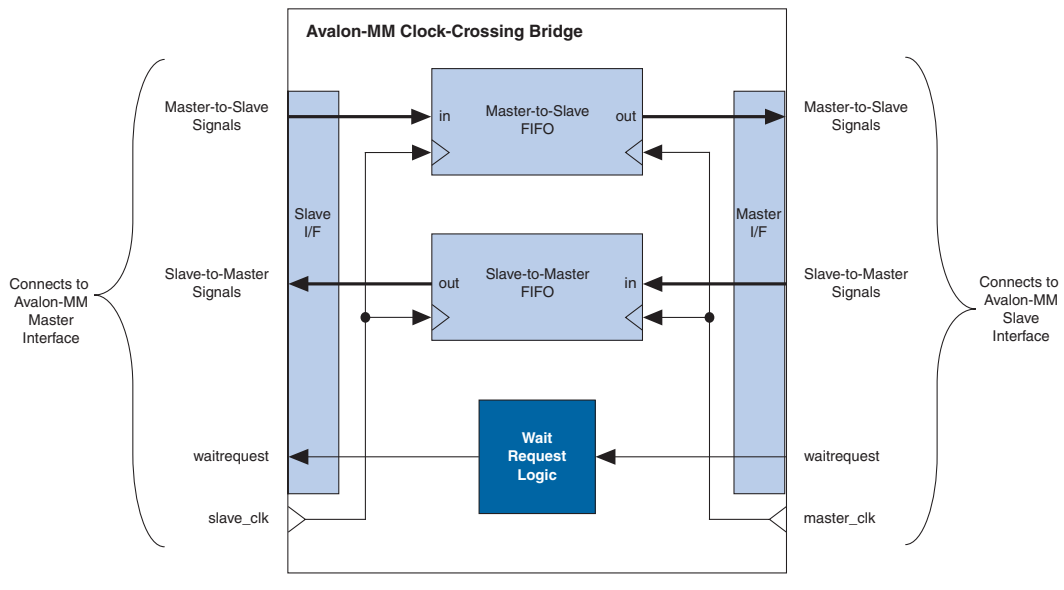 Avalon-MM Clock-Crossing Bridge
Master-to-Slave
Signals
in
Master-to-Slave
FIFO
out
Master-to-Slave
Signals
Slave
I/F
Master
I/F
Connects to
Avalon-MM
Master
Interface
Slave-to-Master
Signals
out
Slave-to-Master
FIFO
in
Slave-to-Master
Signals
Connects to
Avalon-MM
Slave
Interface
waitrequest
Wait
Request
Logic
waitrequest
slave_clk
master_clk